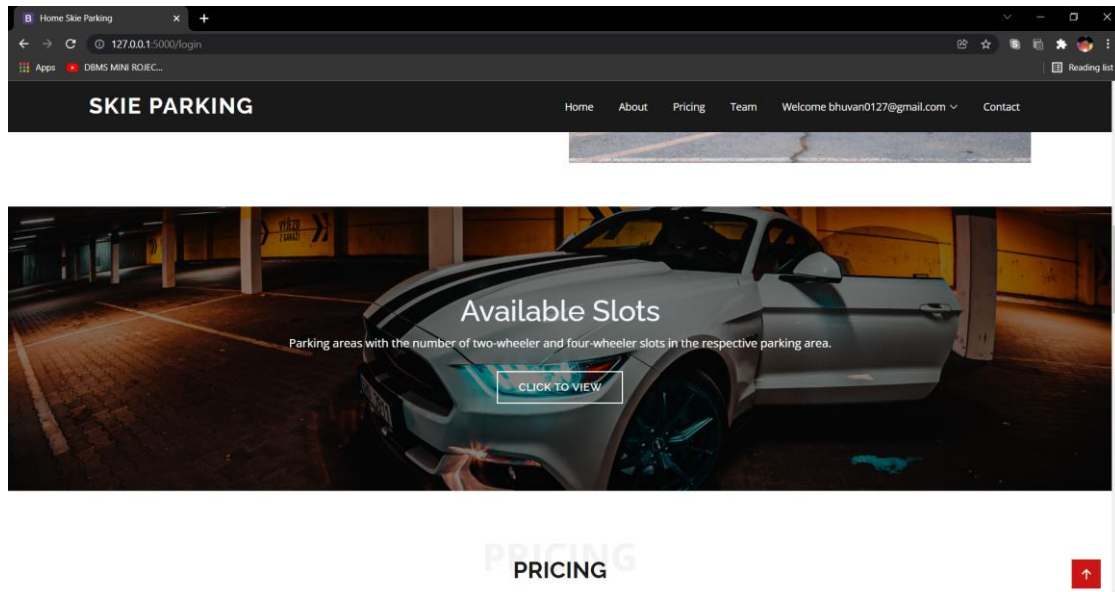 Home Skie Parking
127.0.0.1:5000/login
Apps DBMS MINI ROJEC... Reading list
SKIE PARKING Home About Pricing Team Welcome bhuvan0127@gmail.com Contact
VÝJEZD
Z GARÁŽÍ
Available Slots
Parking areas with the number of two-wheeler and four-wheeler slots in the respective parking area.
CLICK TO VIEW
PRICING
PRICING